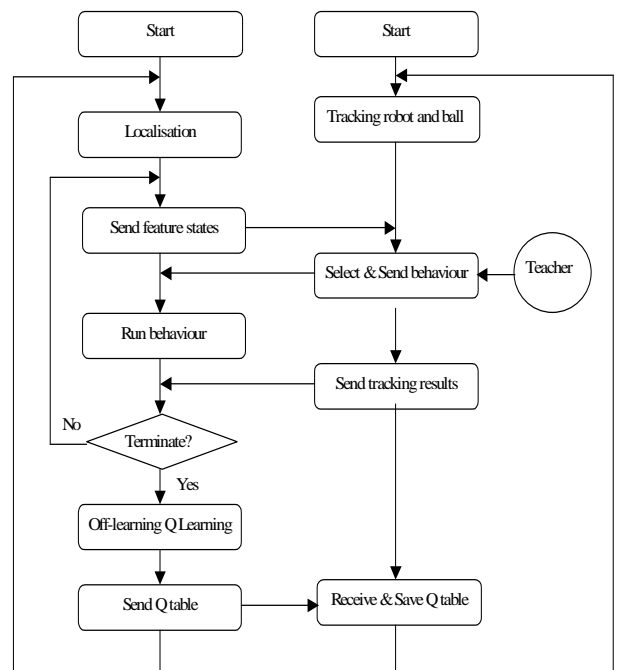 Start
Start
Localisation
Tracking robot and ball
Send feature states
Select & Send behaviour
Teacher
Run behaviour
Send tracking results
No
Terminate?
Yes
Off-learning Q Learning
Send Q table
Receive & Save Q table